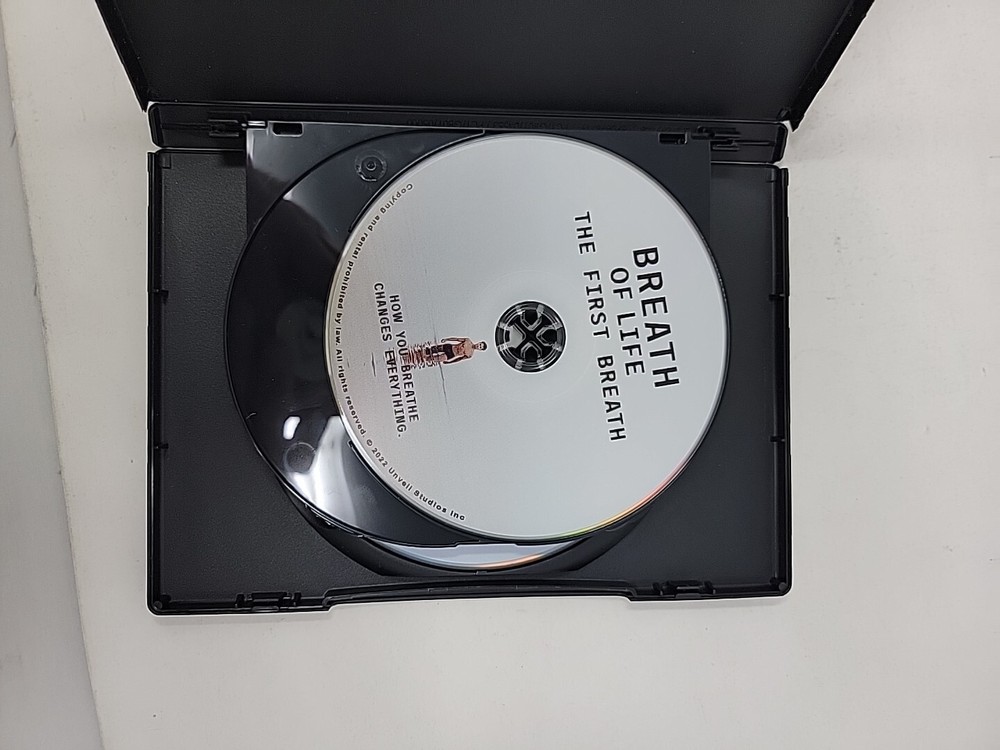 BREATH
OF LIFE
THE FIRST BREATH
HOW YOU BREATHE
CHANGES EVERYTHING.
Copying and rental prohibited by law. All rights reserved. © 2022 Unveil Studios Inc